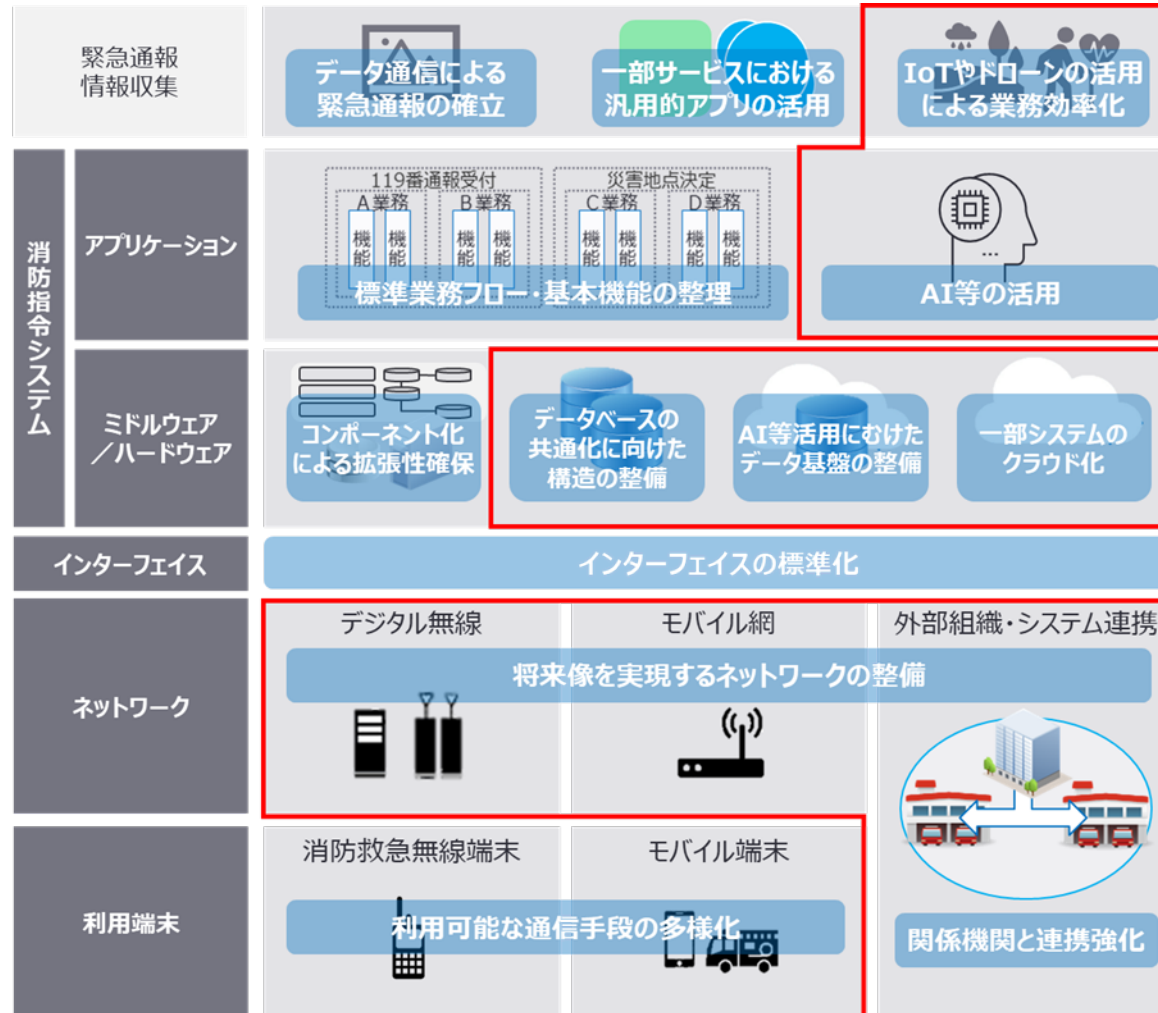 緊急通報
情報収集
データ通信による
緊急通報の確立
一部サービスにおける
汎用的アプリの活用
IoTやドローンの活用
による業務効率化
消防指令システム
アプリケーション
119番通報受付
A業務
B業務
機能
機能
機能
機能
災害地点決定
C業務
D業務
機能
機能
機能
機能
標準業務フロー・基本機能の整理
AI等の活用
ミドルウェア
／ハードウェア
コンポーネント化
による拡張性確保
データベースの
共通化に向けた
構造の整備
AI等活用にむけた
データ基盤の整備
一部システムの
クラウド化
インターフェイス
インターフェイスの標準化
ネットワーク
デジタル無線
モバイル網
外部組織・システム連携
将来像を実現するネットワークの整備
利用端末
消防救急無線端末
モバイル端末
利用可能な通信手段の多様化
関係機関と連携強化